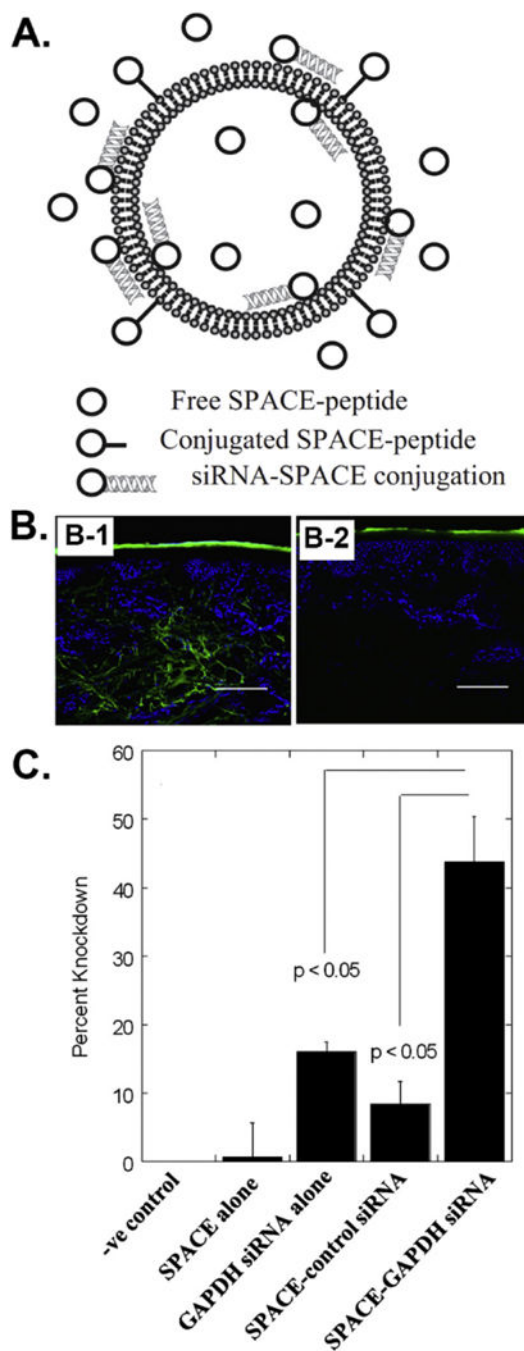 A.
Free SPACE-peptide
Conjugated SPACE-peptide
siRNA-SPACE conjugation
B.
B-1
B-2
C.
60
50
40
30
20
10
0
Percent Knockdown
p < 0.05
p < 0.05
-ve control
SPACE alone
GAPDH siRNA alone
SPACE-control siRNA
SPACE-GAPDH siRNA